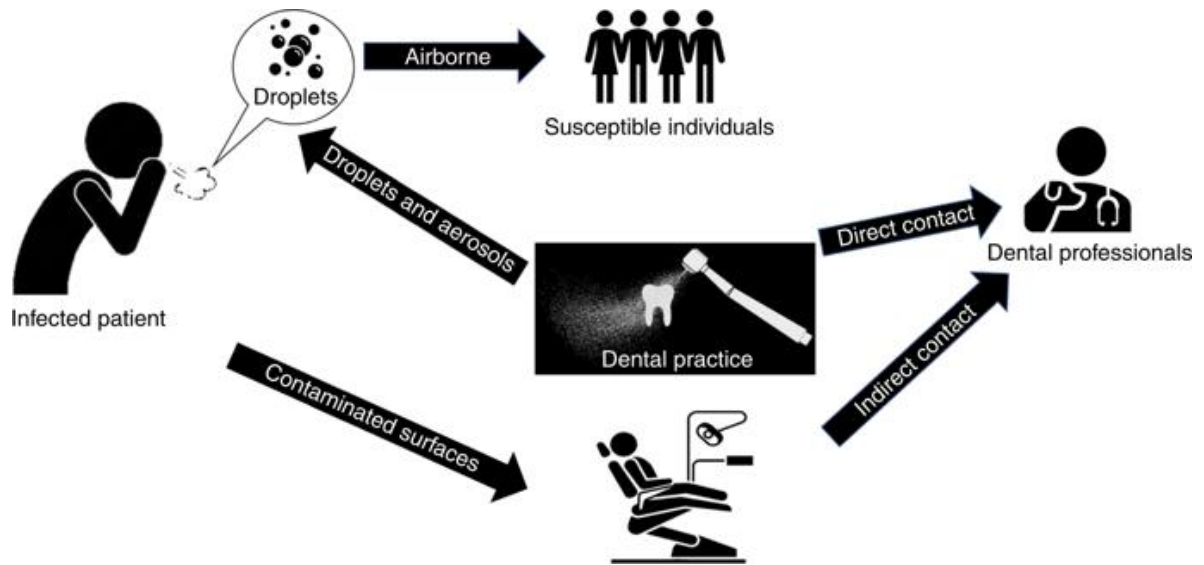 Droplets
Airborne
Susceptible individuals
Infected patient
Droplets and aerosols
Dental practice
Direct contact
Dental professionals
Indirect contact
Contaminated surfaces